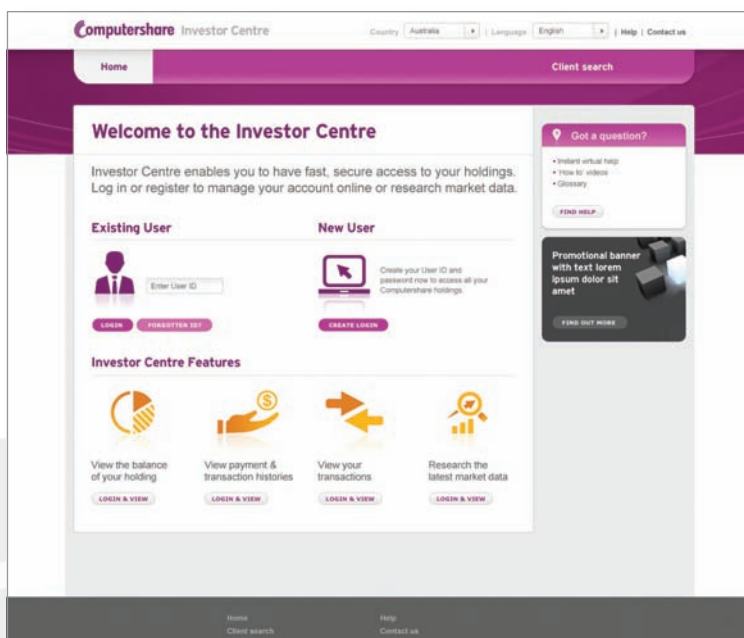 Computershare Investor Centre
Country Australia | Language English | Help | Contact us
Home Client search
Welcome to the Investor Centre
Investor Centre enables you to have fast, secure access to your holdings.
Log in or register to manage your account online or research market data.
Existing User
Enter User ID
LOGIN FORGOTTEN ID?
New User
Create your User ID and
password now to access all your
Computershare holdings.
CREATE LOGIN
Investor Centre Features
View the balance
of your holding
LOGIN & VIEW
View payment &
transaction histories
LOGIN & VIEW
View your
transactions
LOGIN & VIEW
Research the
latest market data
LOGIN & VIEW
Got a question?
• Instant virtual help
• 'How to' videos
• Glossary
FIND HELP
Promotional banner
with text lorem
ipsum dolor sit
amet
FIND OUT MORE
Home Help
Client search Contact us